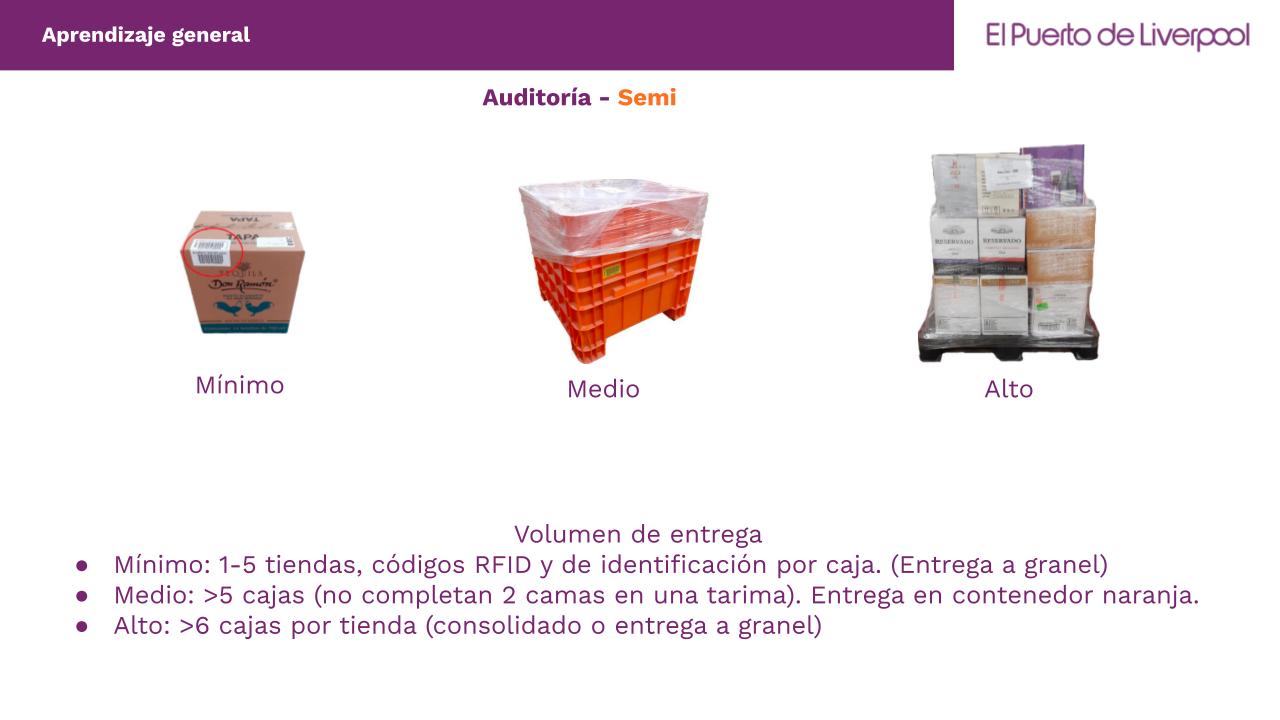 Aprendizaje general
El Puerto de Liverpool
Auditoría - Semi
TAPA
TAPA
TEQUILA
Don Ramón
RESERVADO
RESERVADO
Mínimo
Medio
Alto
Volumen de entrega
● Mínimo: 1-5 tiendas, códigos RFID y de identificación por caja. (Entrega a granel)
● Medio: >5 cajas (no completan 2 camas en una tarima). Entrega en contenedor naranja.
● Alto: >6 cajas por tienda (consolidado o entrega a granel)